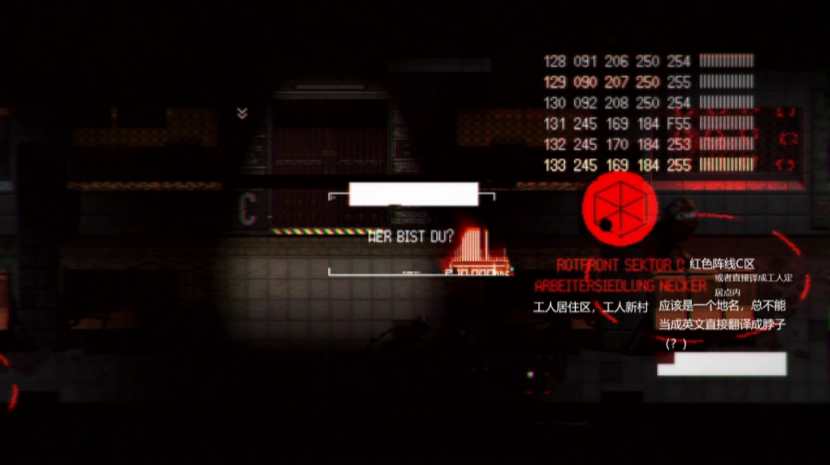 128 091 206 250 254
129 090 207 250 255
130 092 208 250 254
131 245 169 184 F55
132 245 170 184 253
133 245 169 184 255
C
WER BIST DU?
ROTFRONT SEKTOR C 红色阵线C区
ARBEITERSIEDLUNG NECKER 或者直接译成工人定居点内
工人居住区，工人新村
应该是一个地名，总不能
当成英文直接翻译成脖子
（？）